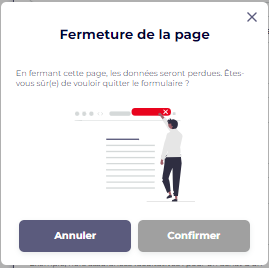 Fermeture de la page
En fermant cette page, les données seront perdues. Êtes-
vous sûr(e) de vouloir quitter le formulaire ?
Annuler
Confirmer